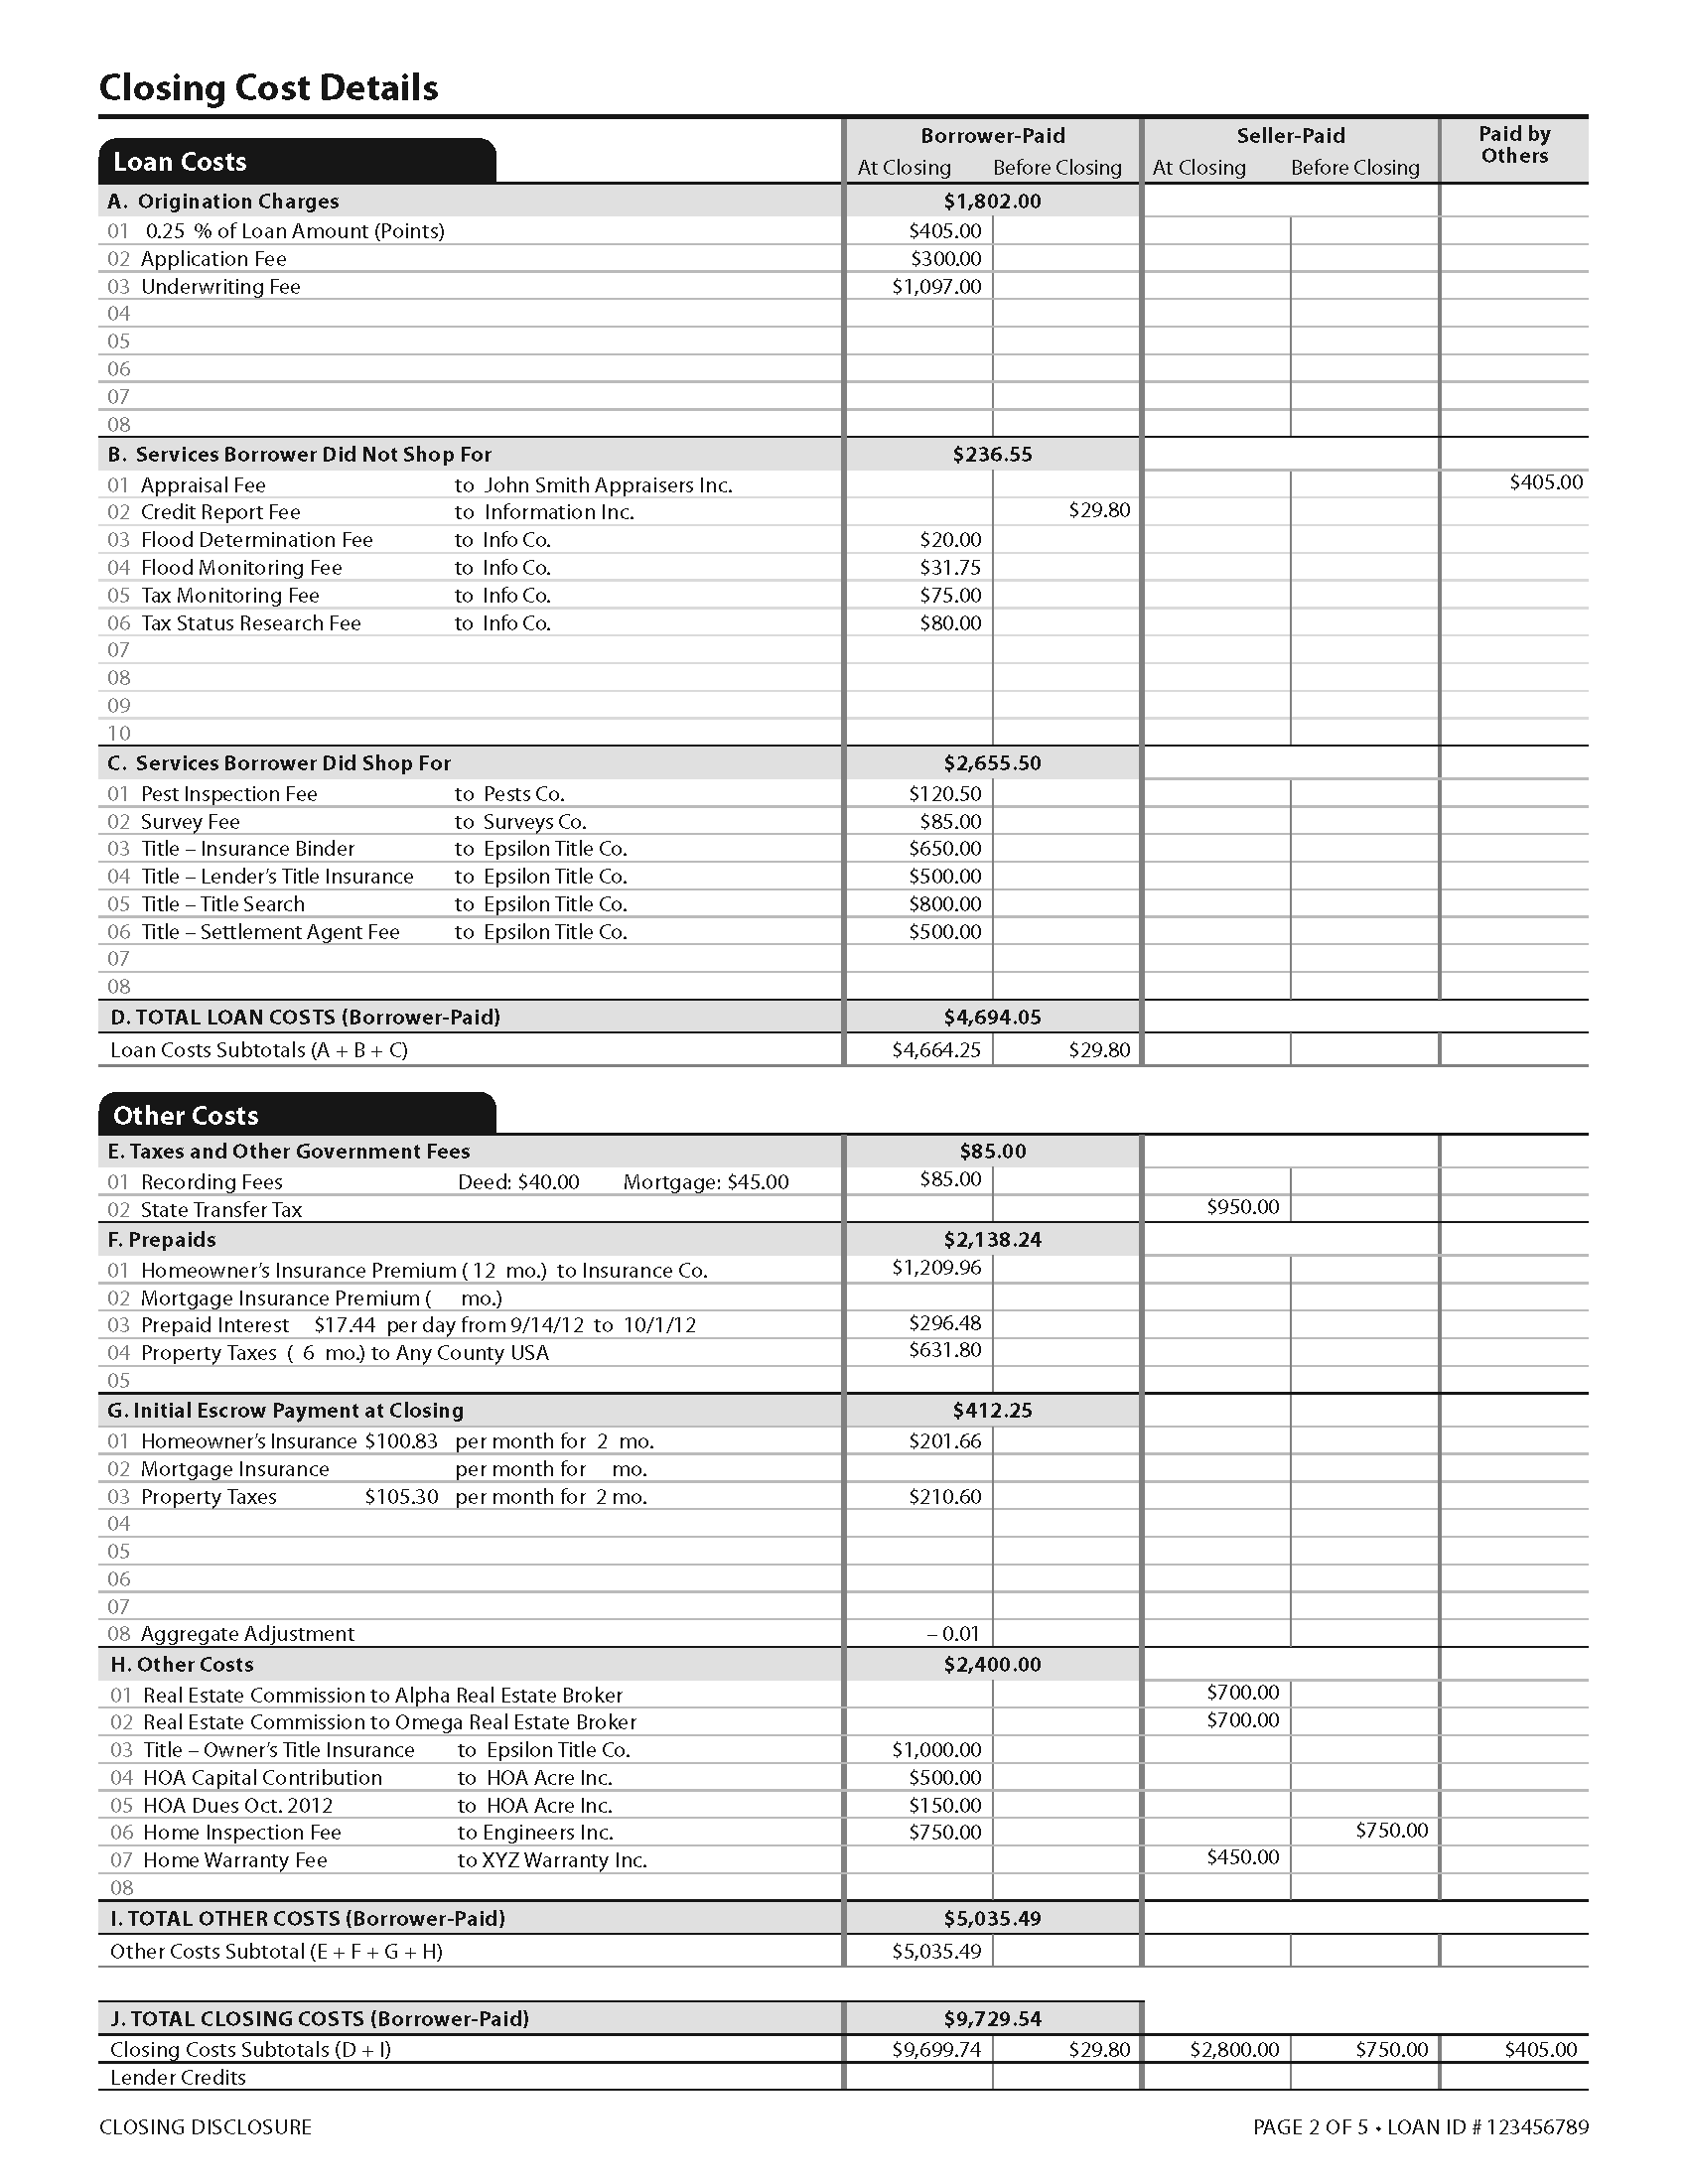 Closing Cost Details
Loan Costs
Borrower-Paid Seller-Paid Paid by Others
At Closing Before Closing At Closing Before Closing
A. Origination Charges $1,802.00
01 0.25 % of Loan Amount (Points) $405.00
02 Application Fee $300.00
03 Underwriting Fee $1,097.00
04
05
06
07
08
B. Services Borrower Did Not Shop For $236.55
01 Appraisal Fee to John Smith Appraisers Inc. $405.00
02 Credit Report Fee to Information Inc. $29.80
03 Flood Determination Fee to Info Co. $20.00
04 Flood Monitoring Fee to Info Co. $31.75
05 Tax Monitoring Fee to Info Co. $75.00
06 Tax Status Research Fee to Info Co. $80.00
07
08
09
10
C. Services Borrower Did Shop For $2,655.50
01 Pest Inspection Fee to Pests Co. $120.50
02 Survey Fee to Surveys Co. $85.00
03 Title – Insurance Binder to Epsilon Title Co. $650.00
04 Title – Lender’s Title Insurance to Epsilon Title Co. $500.00
05 Title – Title Search to Epsilon Title Co. $800.00
06 Title – Settlement Agent Fee to Epsilon Title Co. $500.00
07
08
D. TOTAL LOAN COSTS (Borrower-Paid) $4,694.05
Loan Costs Subtotals (A + B + C) $4,664.25 $29.80
Other Costs
E. Taxes and Other Government Fees $85.00
01 Recording Fees Deed: $40.00 Mortgage: $45.00 $85.00
02 State Transfer Tax $950.00
F. Prepaids $2,138.24
01 Homeowner’s Insurance Premium ( 12 mo.) to Insurance Co. $1,209.96
02 Mortgage Insurance Premium ( mo.)
03 Prepaid Interest $17.44 per day from 9/14/12 to 10/1/12 $296.48
04 Property Taxes ( 6 mo.) to Any County USA $631.80
05
G. Initial Escrow Payment at Closing $412.25
01 Homeowner’s Insurance $100.83 per month for 2 mo. $201.66
02 Mortgage Insurance per month for mo.
03 Property Taxes $105.30 per month for 2 mo. $210.60
04
05
06
07
08 Aggregate Adjustment – 0.01
H. Other Costs $2,400.00
01 Real Estate Commission to Alpha Real Estate Broker $700.00
02 Real Estate Commission to Omega Real Estate Broker $700.00
03 Title – Owner’s Title Insurance to Epsilon Title Co. $1,000.00
04 HOA Capital Contribution to HOA Acre Inc. $500.00
05 HOA Dues Oct. 2012 to HOA Acre Inc. $150.00
06 Home Inspection Fee to Engineers Inc. $750.00 $750.00
07 Home Warranty Fee to XYZ Warranty Inc. $450.00
08
I. TOTAL OTHER COSTS (Borrower-Paid) $5,035.49
Other Costs Subtotal (E + F + G + H) $5,035.49
J. TOTAL CLOSING COSTS (Borrower-Paid) $9,729.54
Closing Costs Subtotals (D + I) $9,699.74 $29.80 $2,800.00 $750.00 $405.00
Lender Credits
CLOSING DISCLOSURE PAGE 2 OF 5 • LOAN ID # 123456789